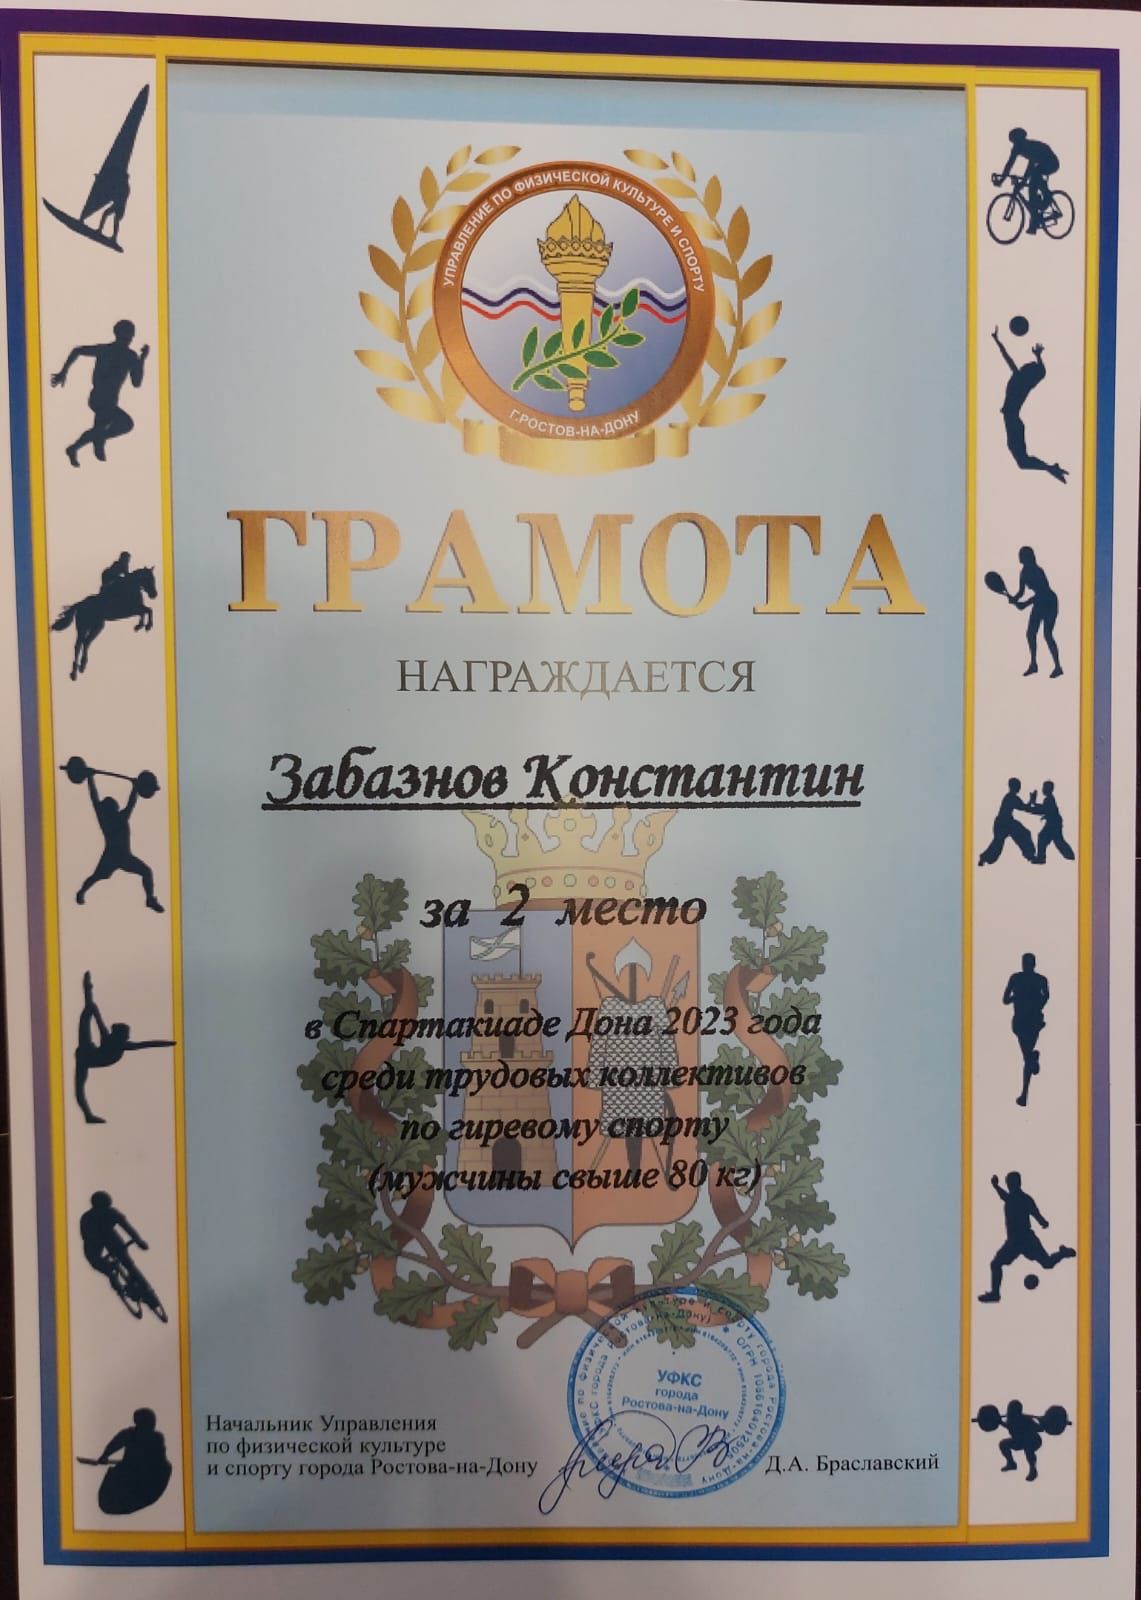 УПРАВЛЕНИЕ ПО ФИЗИЧЕСКОЙ КУЛЬТУРЕ И СПОРТУ
Г.РОСТОВ-НА-ДОНУ
ГРАМОТА
НАГРАЖДАЕТСЯ
Забазнов Константин
за 2 место
в Спартакиаде Дона 2023 года
среди трудовых коллективов
по гиревому спорту
(мужчины свыше 80 кг)
Начальник Управления
по физической культуре
и спорту города Ростова-на-Дону
Д.А. Браславский
УФКС
города
Ростова-на-Дону